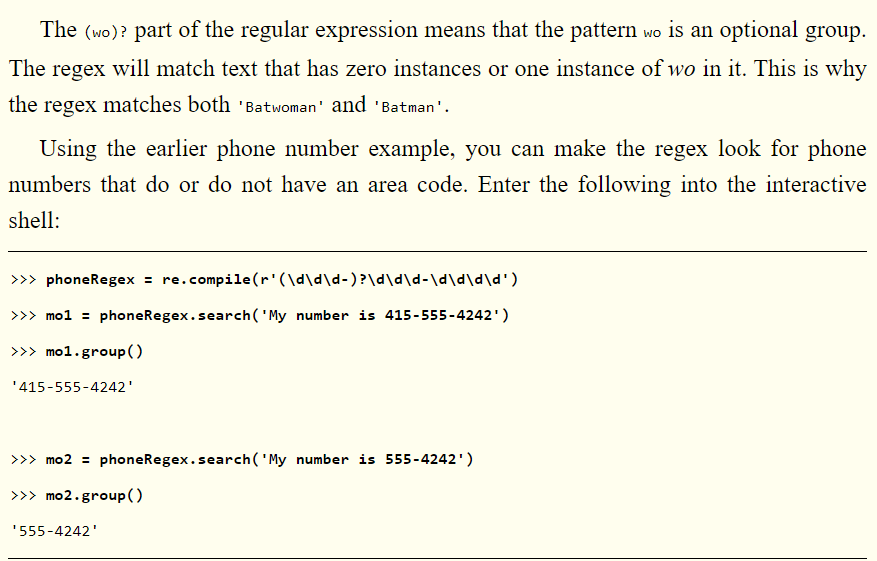 The (wo)? part of the regular expression means that the pattern wo is an optional group.
The regex will match text that has zero instances or one instance of wo in it. This is why
the regex matches both 'Batwoman' and 'Batman'.
Using the earlier phone number example, you can make the regex look for phone
numbers that do or do not have an area code. Enter the following into the interactive
shell:
>>> phoneRegex = re.compile(r'(\d\d\d-)?\d\d\d-\d\d\d\d')
>>> mo1 = phoneRegex.search('My number is 415-555-4242')
>>> mo1.group()
'415-555-4242'
>>> mo2 = phoneRegex.search('My number is 555-4242')
>>> mo2.group()
'555-4242'